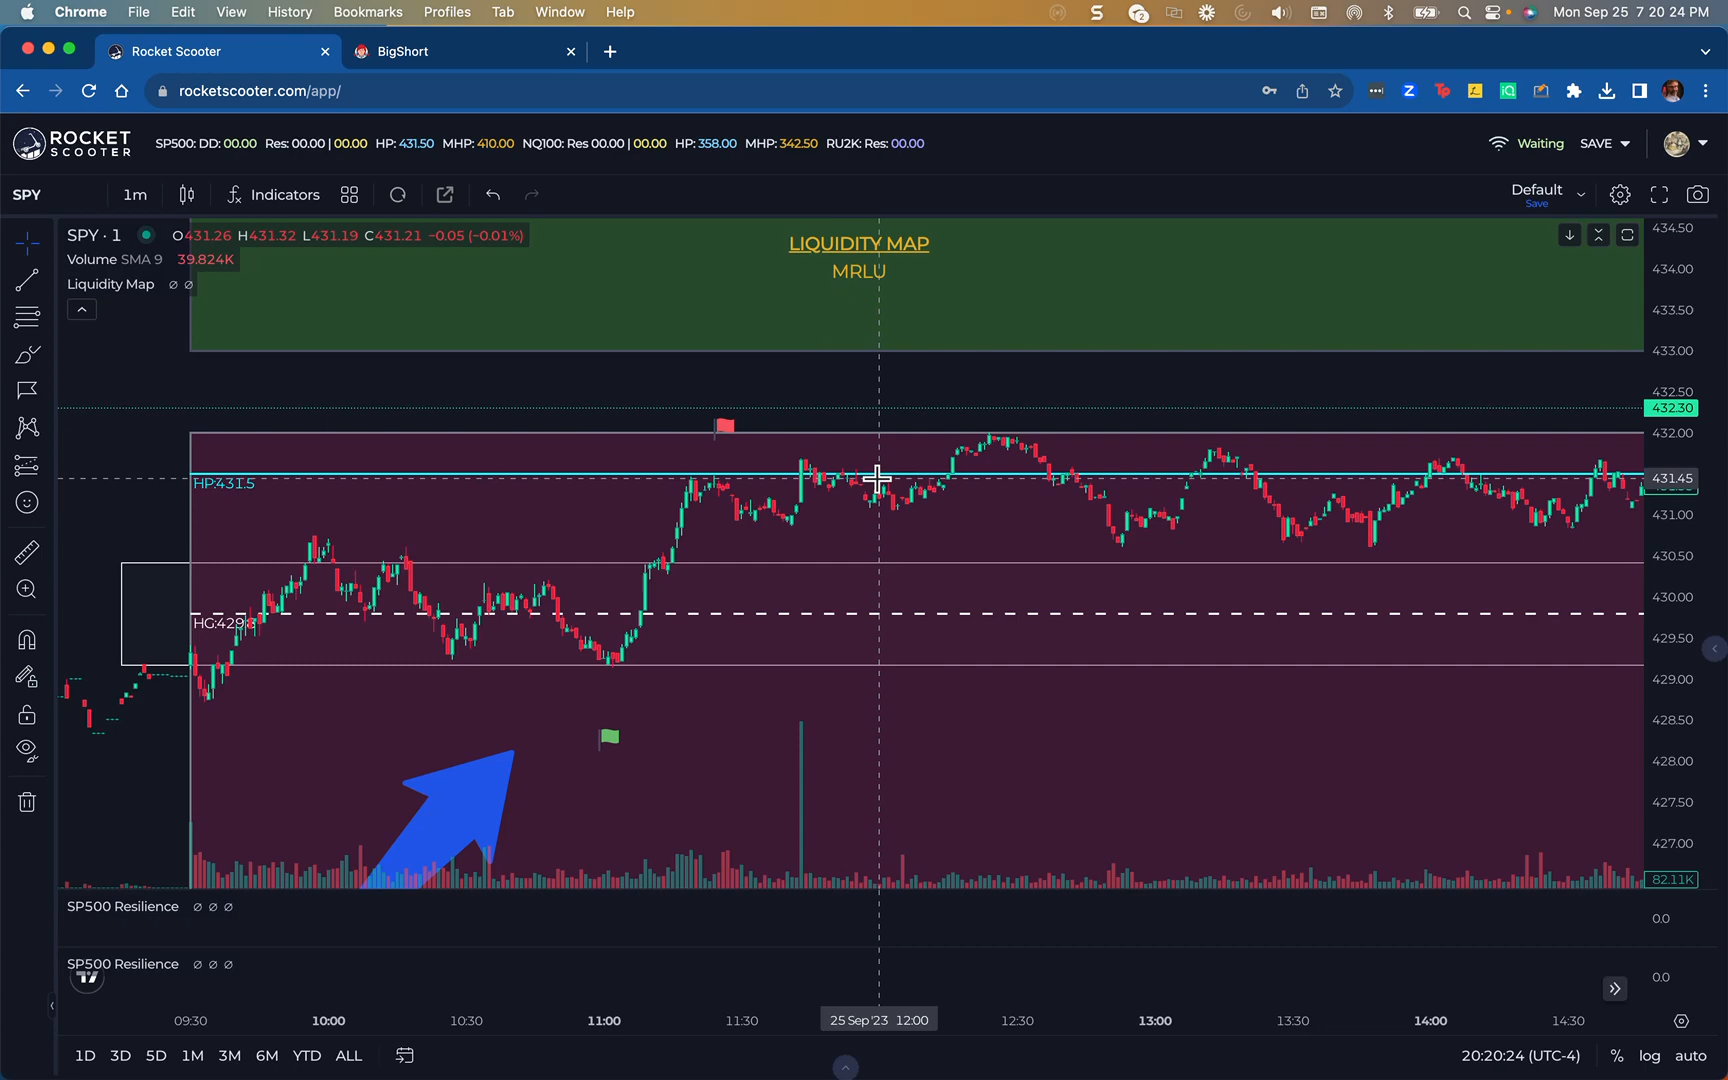 Chrome File Edit View History Bookmarks Profiles Tab Window Help
2
Mon Sep 25 7 20 24 PM
Rocket Scooter
BigShort
rocketscooter.com/app/
ROCKET SCOOTER
SP500: DD: 00.00 Res: 00.00 | 00.00 HP: 431.50 MHP: 410.00 NQ100: Res 00.00 | 00.00 HP: 358.00 MHP: 342.50 RU2K: Res: 00.00
Waiting SAVE
SPY 1m Indicators
Default
Save
SPY · 1 O431.26 H431.32 L431.19 C431.21 −0.05 (−0.01%)
Volume SMA 9 39.824K
Liquidity Map ∅ ∅
LIQUIDITY MAP
MRLU
434.50
434.00
433.50
433.00
432.50
432.30
432.00
HP:431.5
431.45
431.00
430.50
430.00
HG:429.8
429.50
429.00
428.50
428.00
427.50
427.00
82.11K
SP500 Resilience ∅ ∅ ∅
0.0
SP500 Resilience ∅ ∅ ∅
0.0
09:30 10:00 10:30 11:00 11:30 25 Sep '23 12:00 12:30 13:00 13:30 14:00 14:30
1D 3D 5D 1M 3M 6M YTD ALL
20:20:24 (UTC-4) % log auto